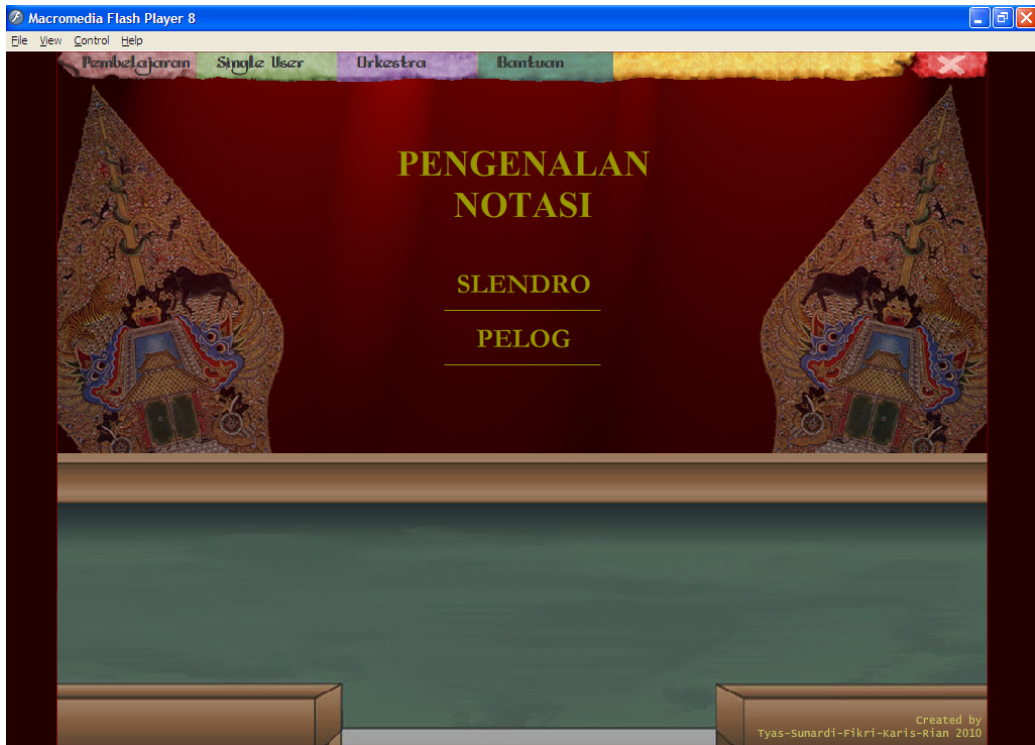 Macromedia Flash Player 8
File View Control Help
Pembelajaran Single User Orkestra Bantuan
PENGENALAN
NOTASI
SLENDRO
PELOG
Created by
Tyas-Sunardi-Fikri-Karis-Rian 2010